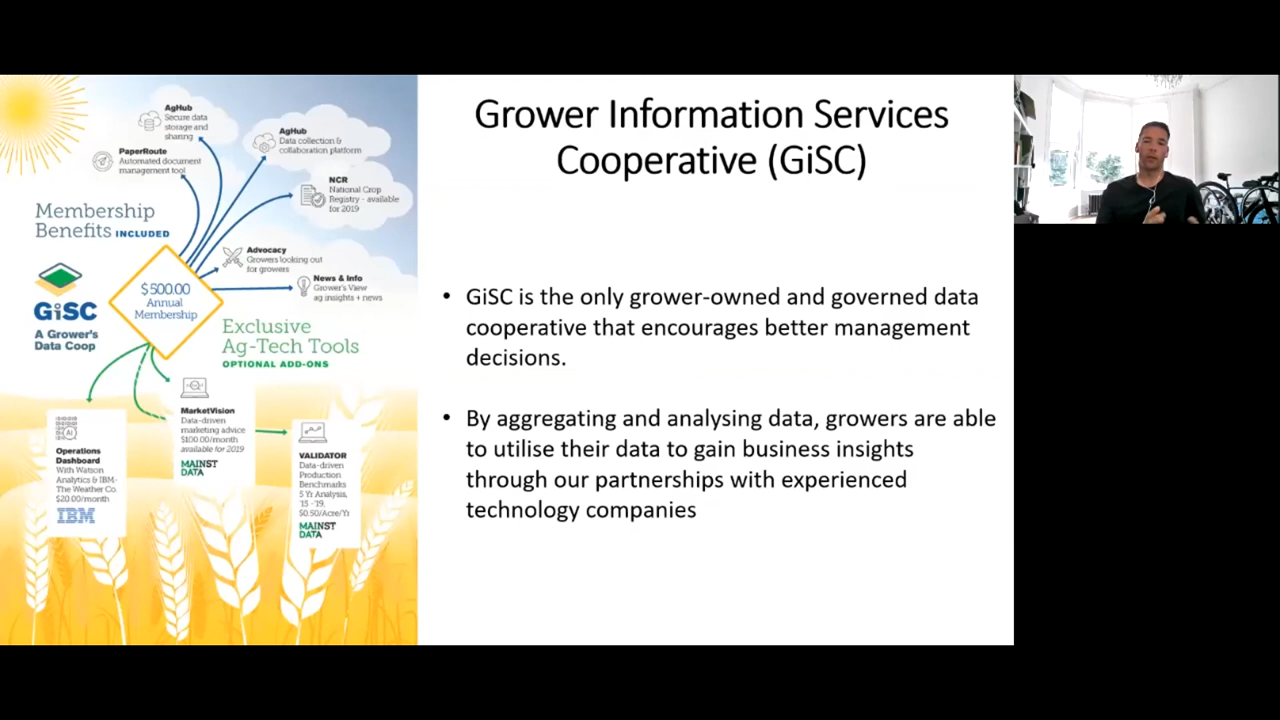 AgHub
Secure data
storage and
sharing
AgHub
Data collection &
collaboration platform
PaperRoute
Automated document
management tool
NCR
National Crop
Registry - available
for 2019
Membership
Benefits INCLUDED
Advocacy
Growers looking out
for growers
News & Info
Grower's View
ag insights + news
$500.00
Annual
Membership
GiSC
A Grower's
Data Coop
Exclusive
Ag-Tech Tools
OPTIONAL ADD-ONS
AI
Operations
Dashboard
With Watson
Analytics & IBM-
The Weather Co
$20.00/month
IBM
MarketVision
Data-driven
marketing advice
$100.00/month
available for 2019
MAINST
DATA
VALIDATOR
Data-driven
Production
Benchmarks
5 Yr Analysis,
'15 - '19,
$0.50/Acre/Yr
MAINST
DATA
Grower Information Services
Cooperative (GiSC)
• GiSC is the only grower-owned and governed data
cooperative that encourages better management
decisions.
• By aggregating and analysing data, growers are able
to utilise their data to gain business insights
through our partnerships with experienced
technology companies